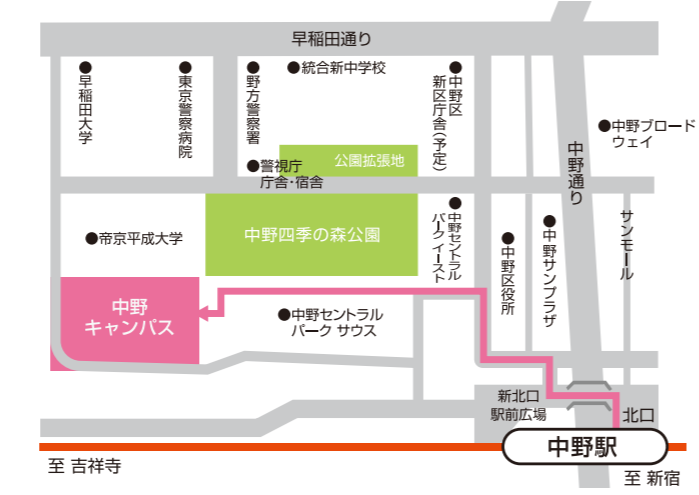 早稲田通り
早稲田大学
東京警察病院
野方警察署
統合新中学校
中野区
新区庁舎(予定)
中野ブロード
ウェイ
中野通り
警視庁
庁舎・宿舎
公園拡張地
帝京平成大学
中野四季の森公園
中野セントラル
パーク イースト
中野区役所
中野サンプラザ
サンモール
中野
キャンパス
中野セントラル
パーク サウス
新北口
駅前広場
北口
中野駅
至 吉祥寺
至 新宿